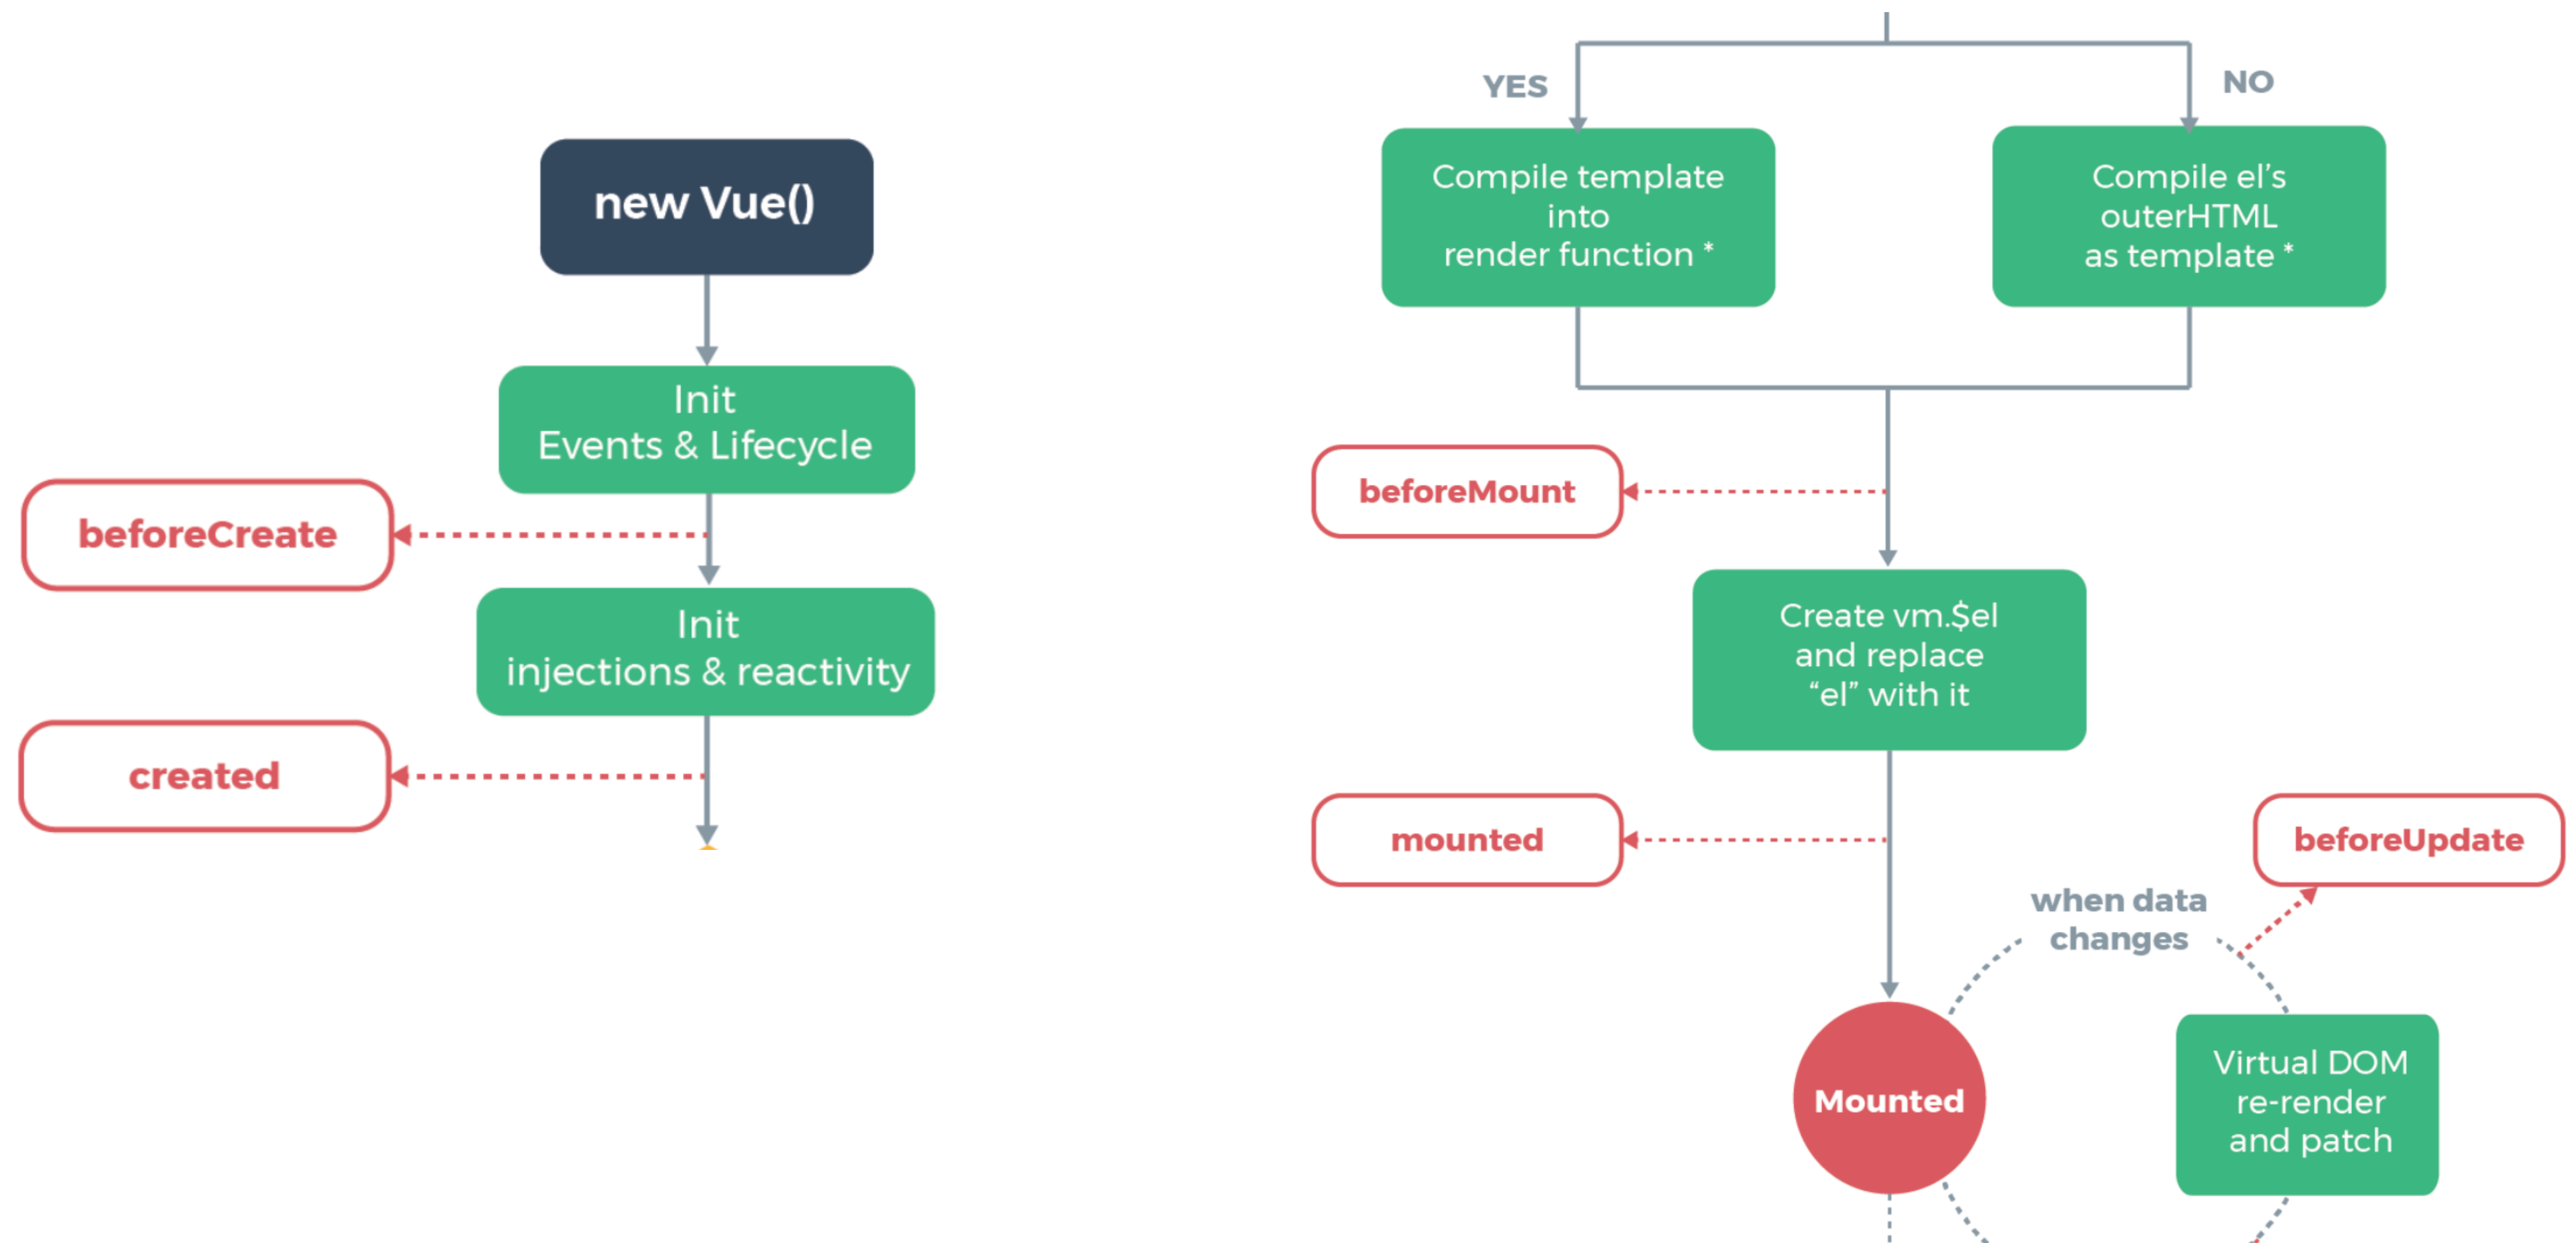 new Vue()
Init
Events & Lifecycle
beforeCreate
Init
injections & reactivity
created
YES
NO
Compile template
into
render function *
Compile el’s
outerHTML
as template *
beforeMount
Create vm.$el
and replace
“el” with it
mounted
beforeUpdate
when data
changes
Mounted
Virtual DOM
re-render
and patch